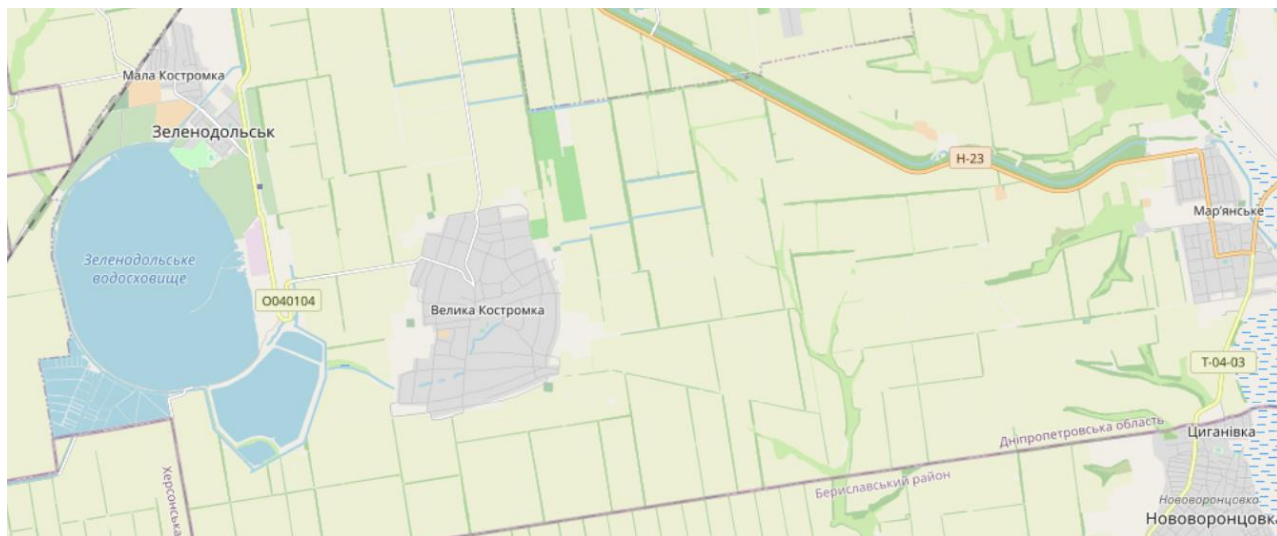 Мала Костромка
Зеленодольськ
Н-23
Мар'янське
Зеленодольське
водосховище
О040104
Велика Костромка
Т-04-03
Дніпропетровська область
Циганівка
Бериславський район
Херсонська
Нововоронцовка
Нововоронцовка